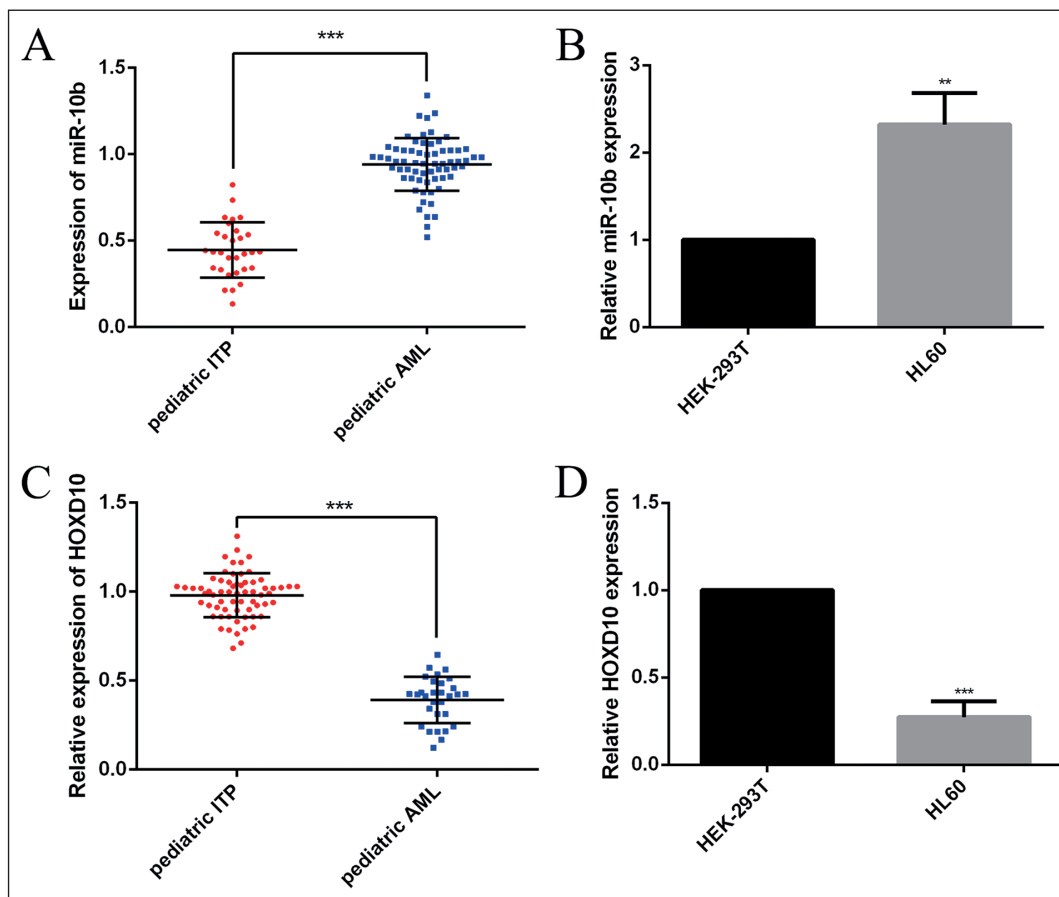 A
Expression of miR-10b
***
1.5
1.0
0.5
0.0
pediatric ITP
pediatric AML
B
Relative miR-10b expression
**
3
2
1
0
HEK-293T
HL60
C
Relative expression of HOXD10
***
1.5
1.0
0.5
0.0
pediatric ITP
pediatric AML
D
Relative HOXD10 expression
1.5
1.0
0.5
0.0
***
HEK-293T
HL60